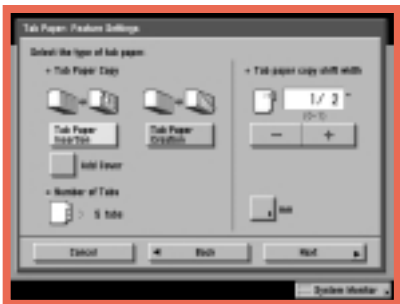 Tab Paper: Feature Settings
Select the type of tab paper.
Tab Paper Copy
Tab paper copy shift width
1/ 2 "
(0-1)
Tab Paper
Insertion
Tab Paper
Creation
- +
Add Cover
Number of Tabs
5 tabs
mm
Cancel
Back
Next
System Monitor